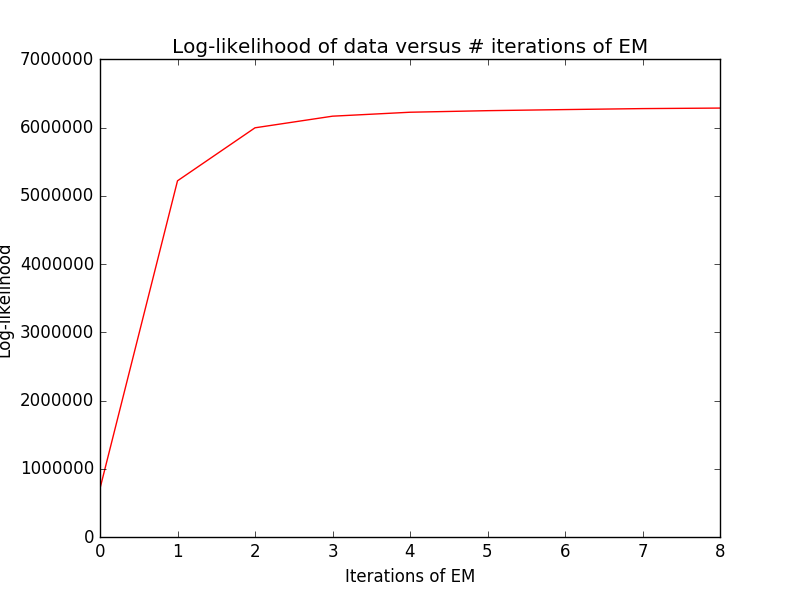 Log-likelihood of data versus # iterations of EM
7000000
6000000
5000000
4000000
3000000
2000000
1000000
0
Log-likelihood
0 1 2 3 4 5 6 7 8
Iterations of EM